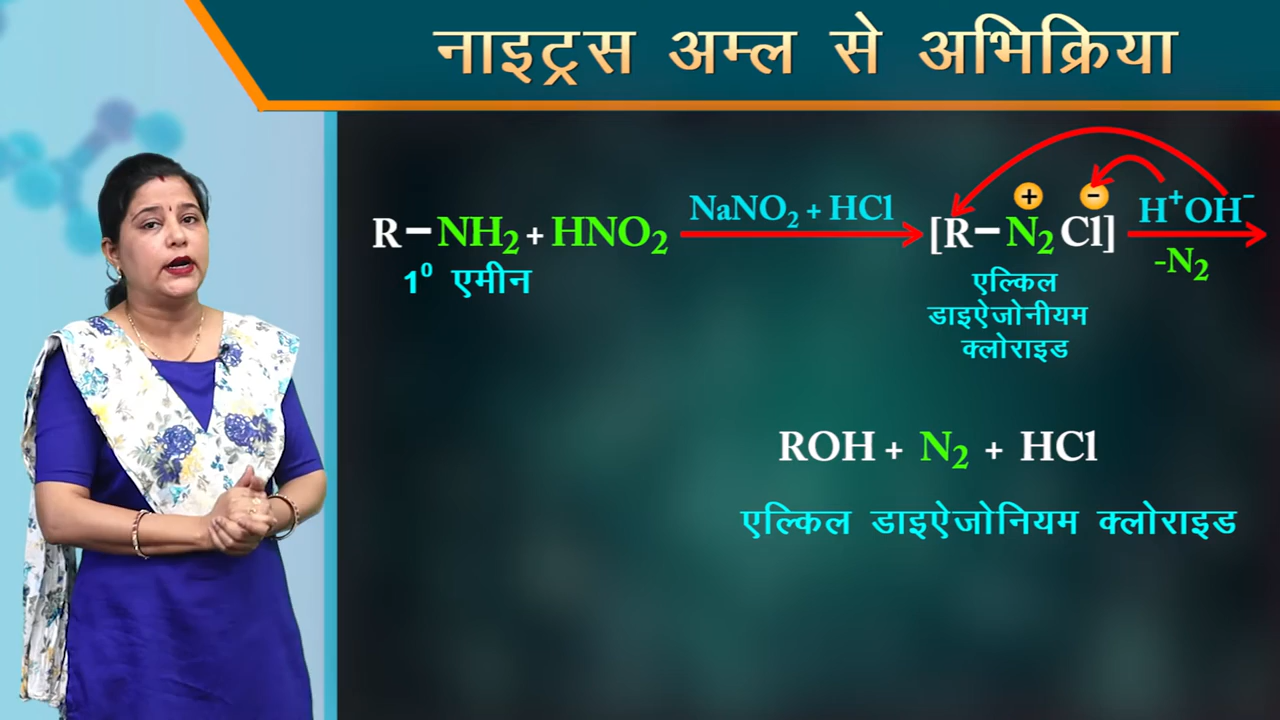 नाइट्रस अम्ल से अभिक्रिया
R–NH₂ + HNO₂ NaNO₂ + HCl [R–N₂ Cl] H⁺OH⁻
+ −
-N₂
1⁰ एमीन
एल्किल
डाइऐजोनीयम
क्लोराइड
ROH + N₂ + HCl
एल्किल डाइऐजोनियम क्लोराइड